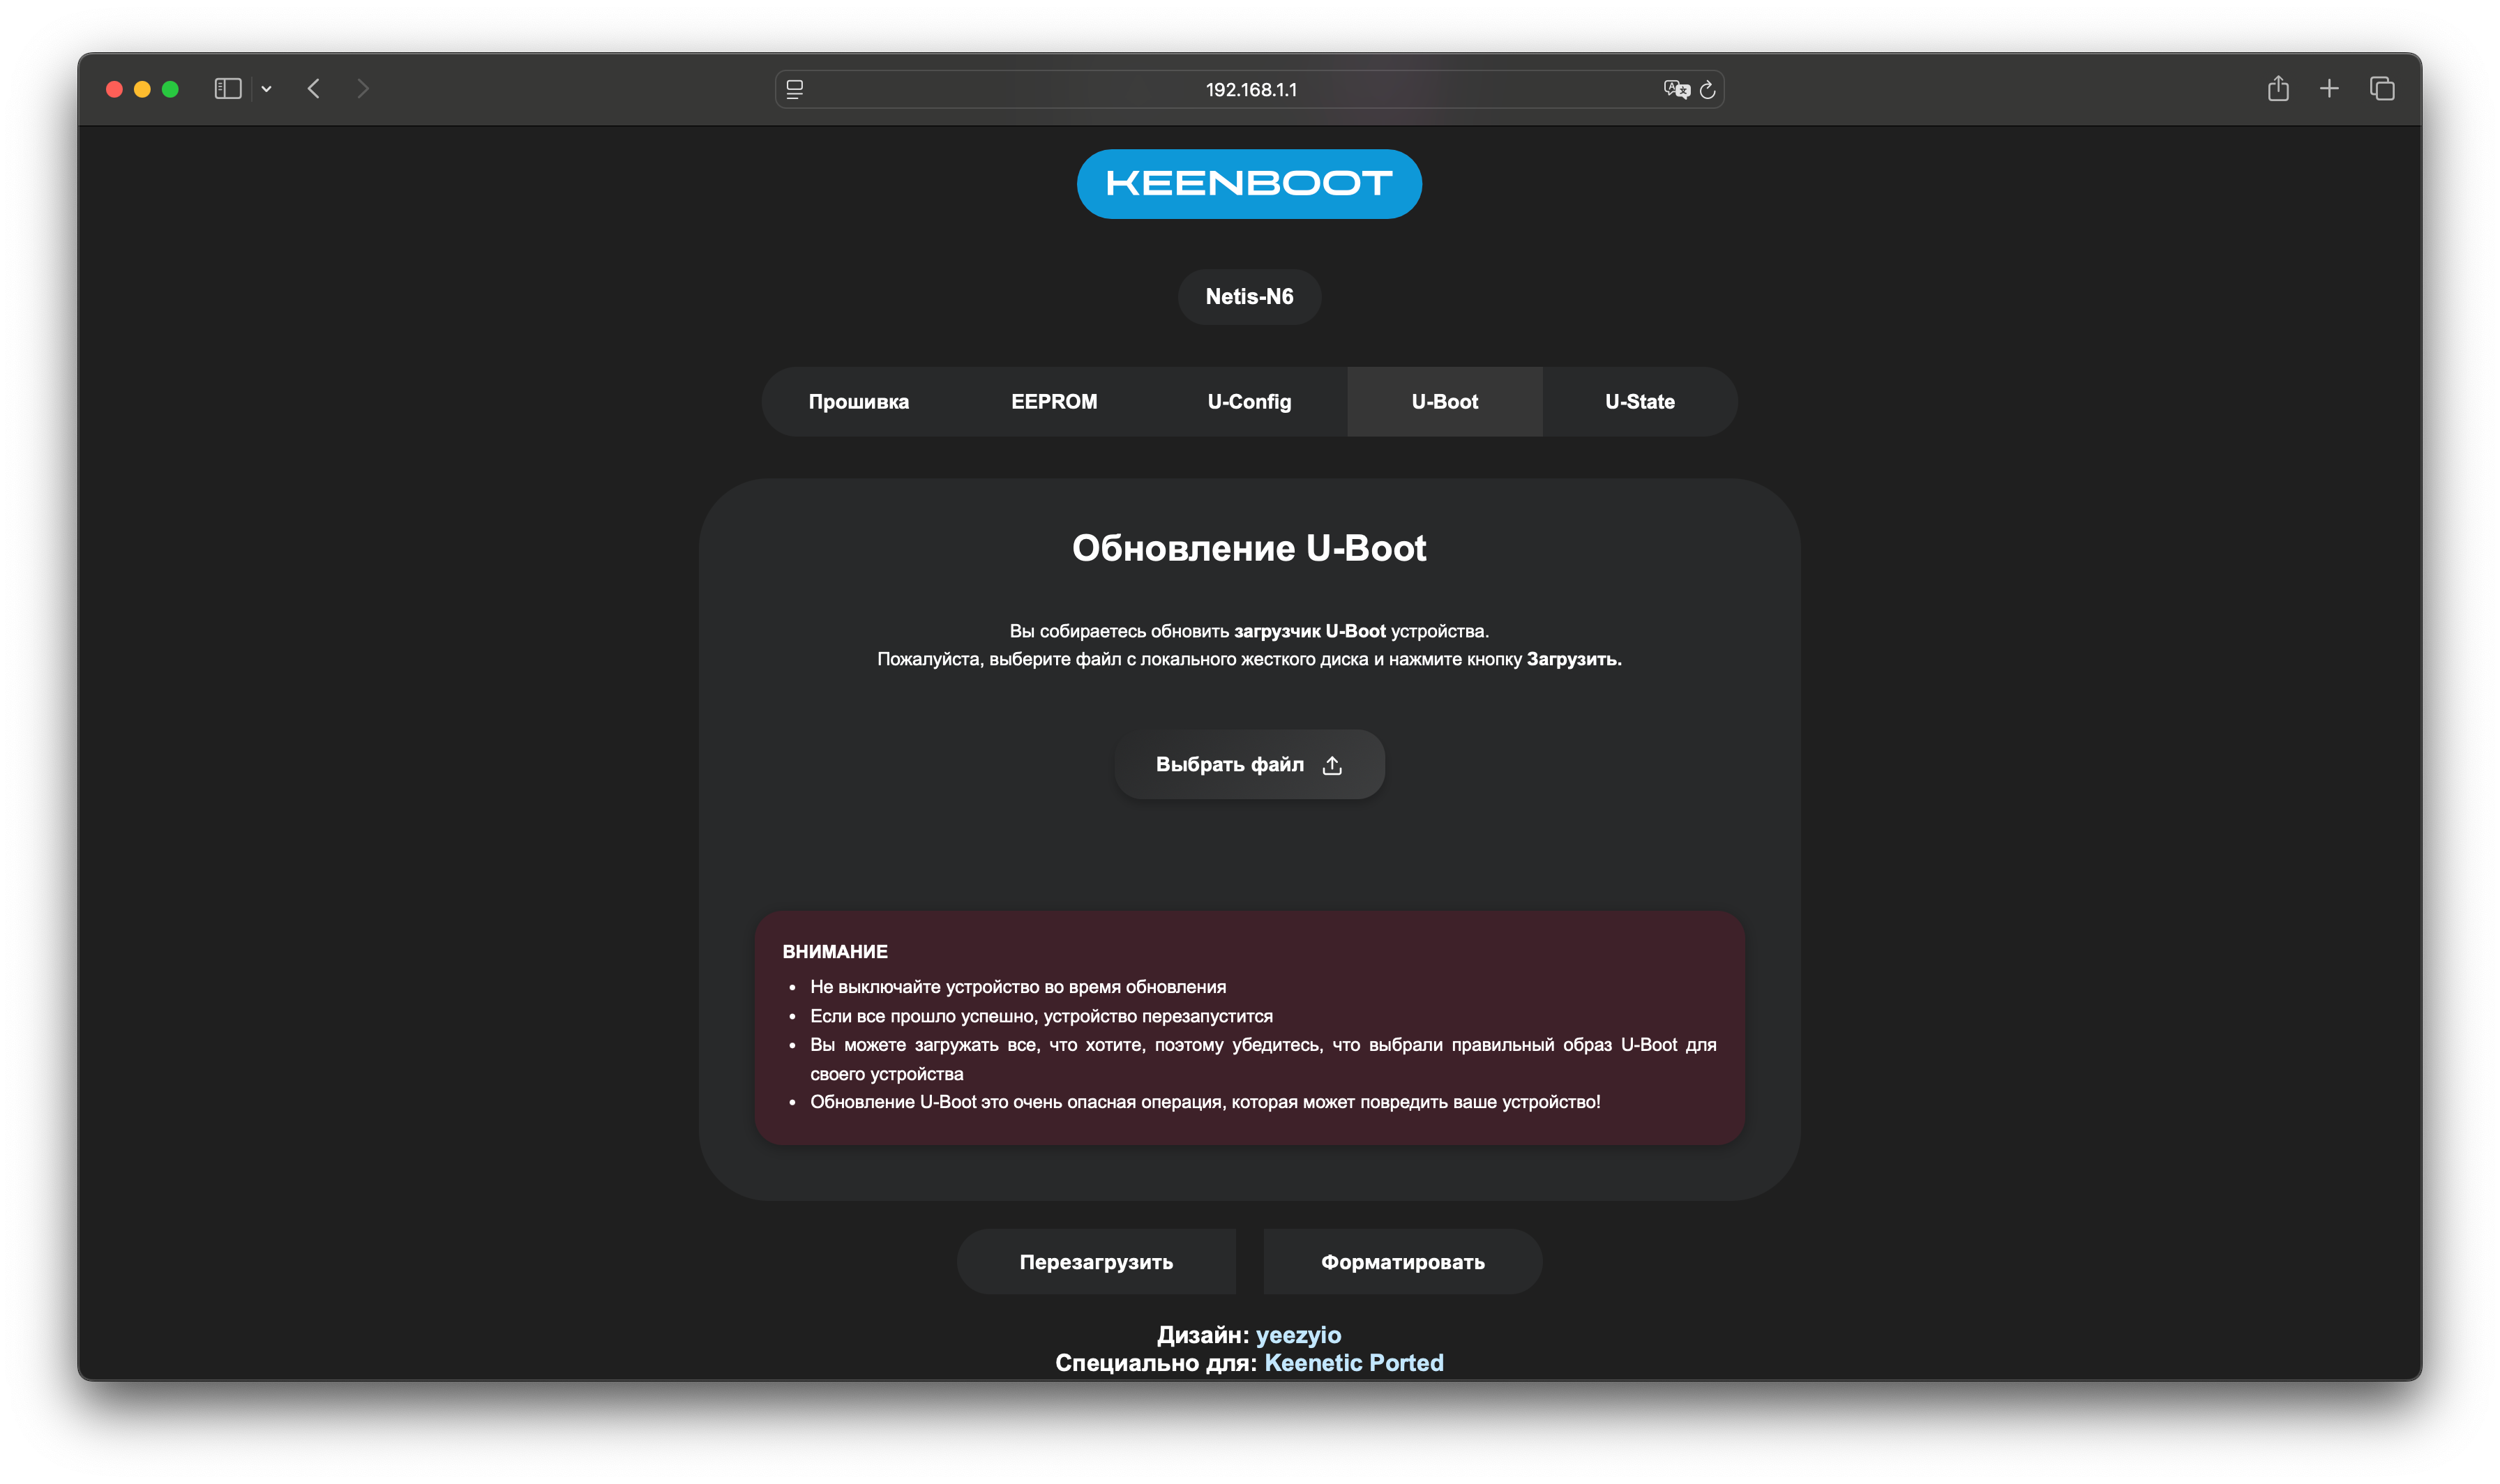 192.168.1.1
KEENBOOT
Netis-N6
Прошивка EEPROM U-Config U-Boot U-State
Обновление U-Boot
Вы собираетесь обновить загрузчик U-Boot устройства.
Пожалуйста, выберите файл с локального жесткого диска и нажмите кнопку Загрузить.
Выбрать файл
ВНИМАНИЕ
• Не выключайте устройство во время обновления
• Если все прошло успешно, устройство перезапустится
• Вы можете загружать все, что хотите, поэтому убедитесь, что выбрали правильный образ U-Boot для
своего устройства
• Обновление U-Boot это очень опасная операция, которая может повредить ваше устройство!
Перезагрузить Форматировать
Дизайн: yeezyio
Специально для: Keenetic Ported